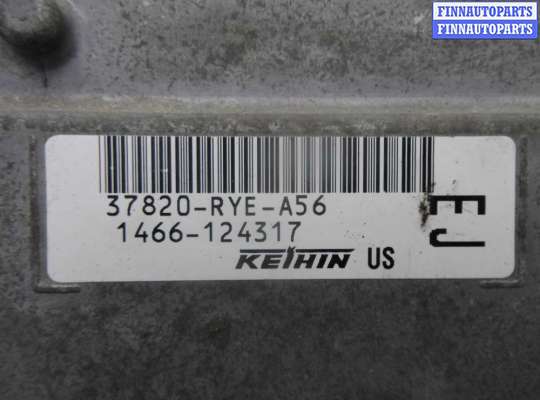 FINNAUTOPARTS
FINNAUTOPARTS
37820-RYE-A56
1466-124317
KEIHIN US
EJ